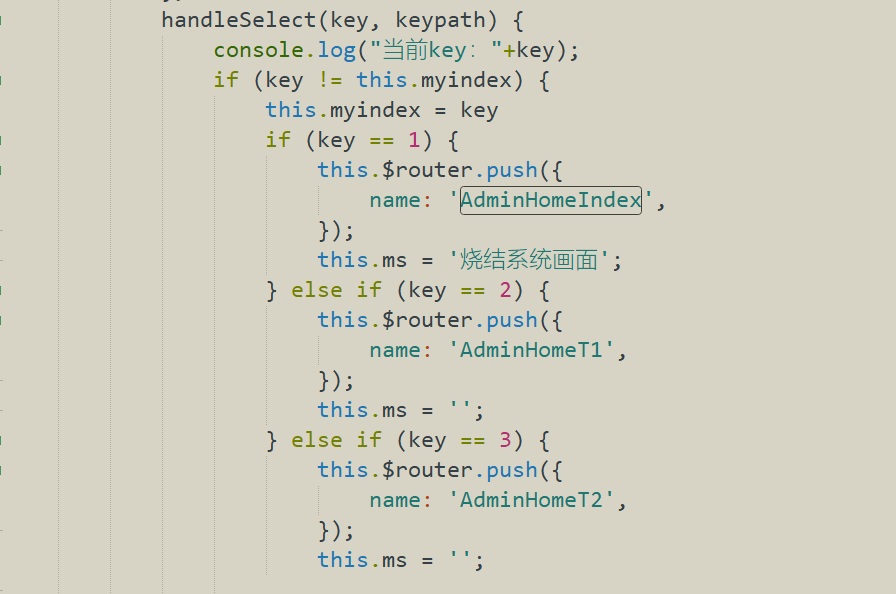 handleSelect(key, keypath) {
console.log("当前key："+key);
if (key != this.myindex) {
this.myindex = key
if (key == 1) {
this.$router.push({
name: 'AdminHomeIndex',
});
this.ms = '烧结系统画面';
} else if (key == 2) {
this.$router.push({
name: 'AdminHomeT1',
});
this.ms = '';
} else if (key == 3) {
this.$router.push({
name: 'AdminHomeT2',
});
this.ms = '';